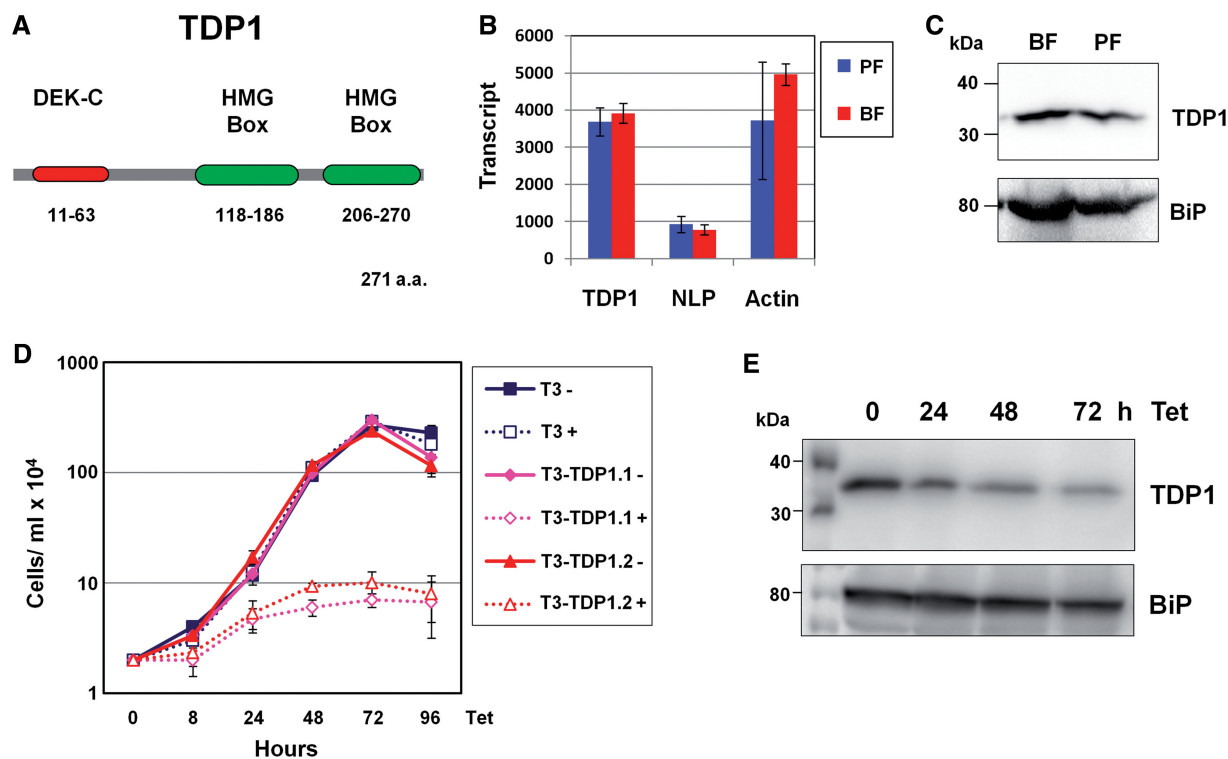 A
TDP1
DEK-C
HMG
Box
HMG
Box
11-63
118-186
206-270
271 a.a.
B
Transcript
6000
5000
4000
3000
2000
1000
0
TDP1
NLP
Actin
PF
BF
C
kDa
BF
PF
40
30
TDP1
80
BiP
D
Cells/ ml x 10⁴
1000
100
10
1
0
8
24
48
72
96
Tet
Hours
T3 -
T3 +
T3-TDP1.1 -
T3-TDP1.1 +
T3-TDP1.2 -
T3-TDP1.2 +
E
kDa
0
24
48
72
h
Tet
40
30
TDP1
80
BiP